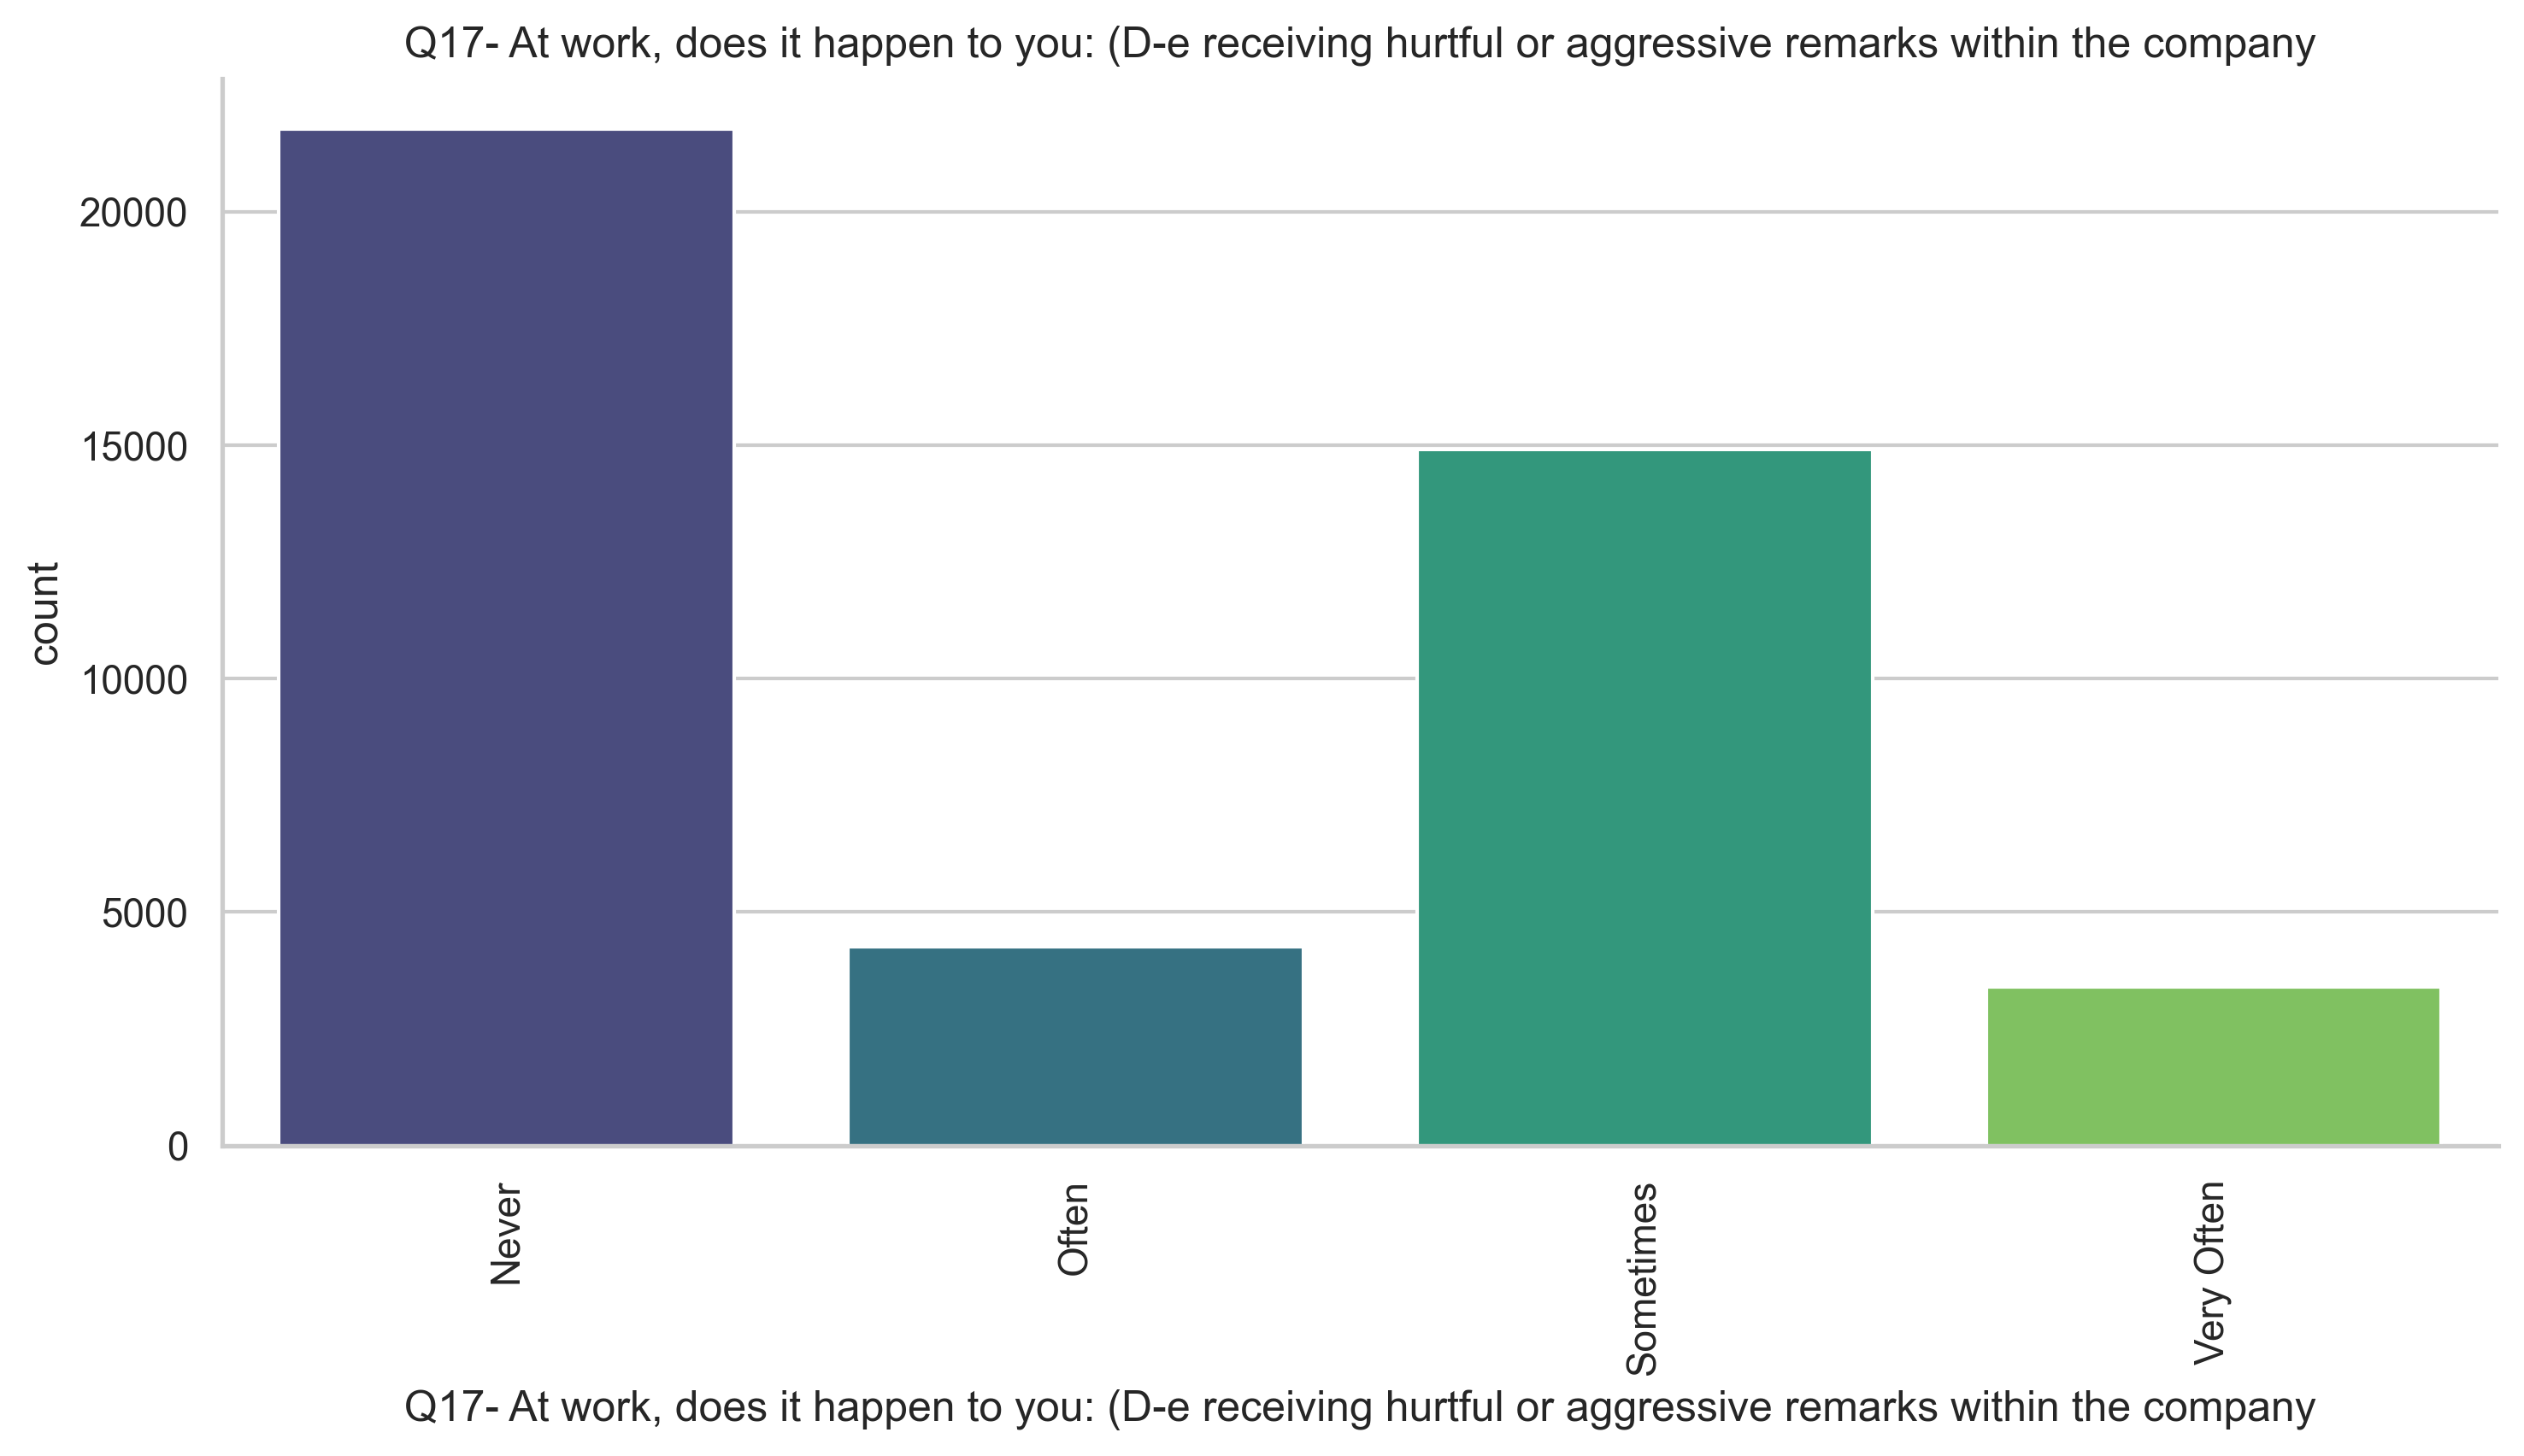 Q17- At work, does it happen to you: (D-e receiving hurtful or aggressive remarks within the company
20000
15000
10000
5000
0
count
Never
Often
Sometimes
Very Often
Q17- At work, does it happen to you: (D-e receiving hurtful or aggressive remarks within the company